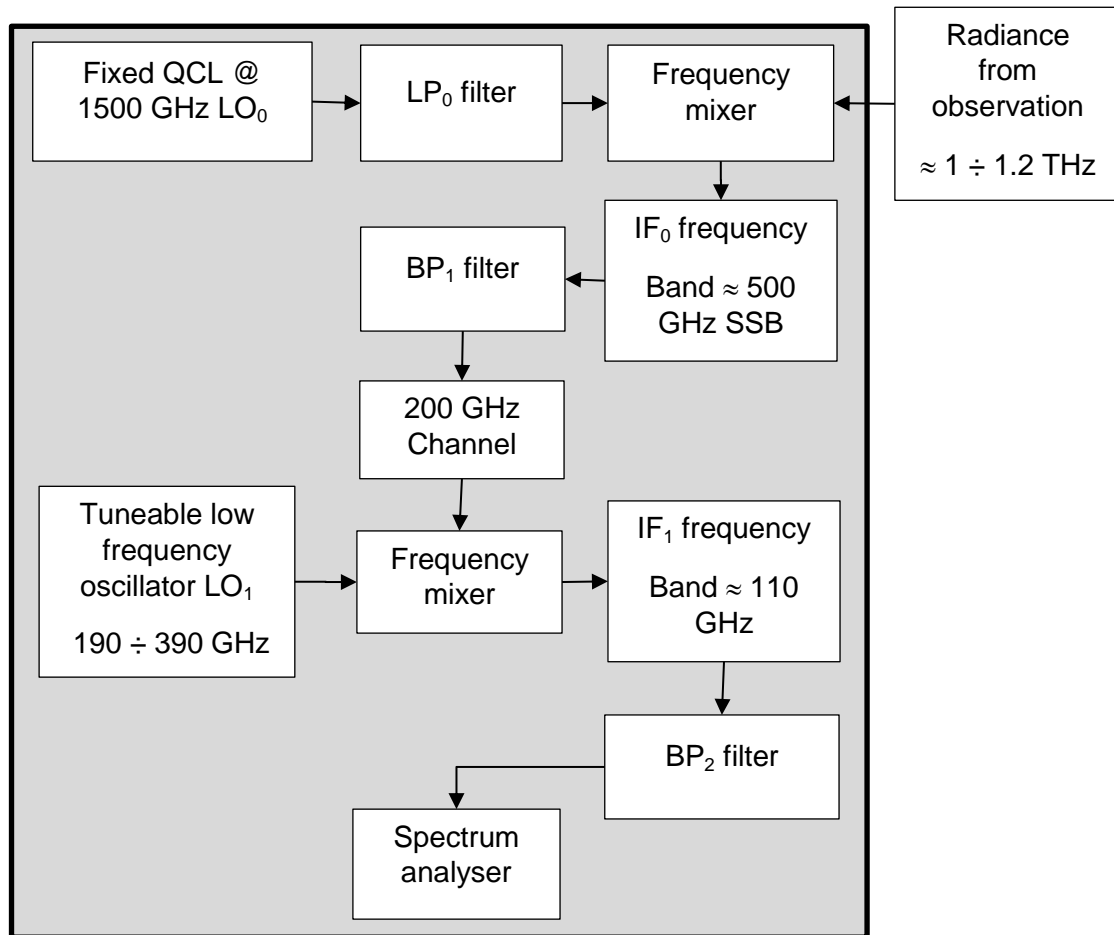 Fixed QCL @
1500 GHz LO₀
LP₀ filter
Frequency
mixer
Radiance
from
observation
≈ 1 ÷ 1.2 THz
IF₀ frequency
Band ≈ 500
GHz SSB
BP₁ filter
200 GHz
Channel
Tuneable low
frequency
oscillator LO₁
190 ÷ 390 GHz
Frequency
mixer
IF₁ frequency
Band ≈ 110
GHz
BP₂ filter
Spectrum
analyser